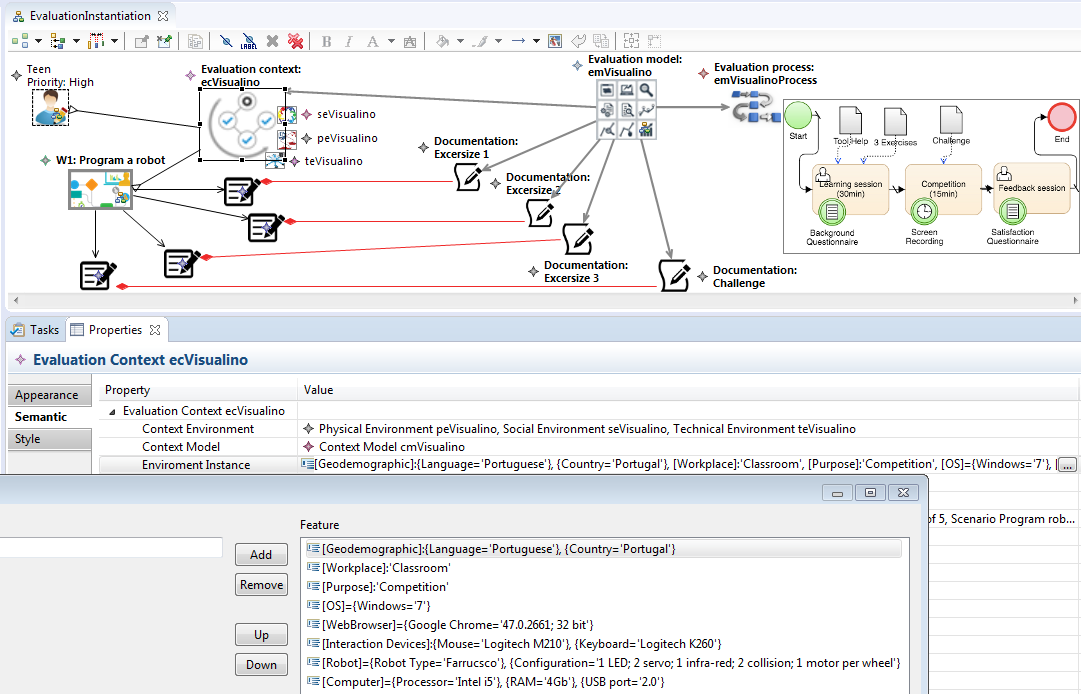 EvaluationInstantiation
LABEL
B I A A
Teen
Priority: High
Evaluation context:
ecVisualino
seVisualino
peVisualino
teVisualino
W1: Program a robot
Evaluation model:
emVisualino
Evaluation process:
emVisualinoProcess
Documentation:
Excersize 1
Documentation:
Excersize 2
Documentation:
Excersize 3
Documentation:
Challenge
Start
Tool Help
3 Exercises
Challenge
End
Learning session
(30min)
Competition
(15min)
Feedback session
Background
Questionnaire
Screen
Recording
Satisfaction
Questionnaire
Tasks
Properties
Evaluation Context ecVisualino
Appearance
Semantic
Style
Property Value
Evaluation Context ecVisualino
Context Environment Physical Environment peVisualino, Social Environment seVisualino, Technical Environment teVisualino
Context Model Context Model cmVisualino
Enviroment Instance [Geodemographic]:{Language='Portuguese'}, {Country='Portugal'}, [Workplace]:'Classroom', [Purpose]:'Competition', [OS]={Windows='7'}, [ ...
of 5, Scenario Program rob...
Feature
Add
Remove
Up
Down
[Geodemographic]:{Language='Portuguese'}, {Country='Portugal'}
[Workplace]:'Classroom'
[Purpose]:'Competition'
[OS]={Windows='7'}
[WebBrowser]={Google Chrome='47.0.2661; 32 bit'}
[Interaction Devices]:{Mouse='Logitech M210'}, {Keyboard='Logitech K260'}
[Robot]={Robot Type='Farrucsco'}, {Configuration='1 LED; 2 servo; 1 infra-red; 2 collision; 1 motor per wheel'}
[Computer]={Processor='Intel i5'}, {RAM='4Gb'}, {USB port='2.0'}